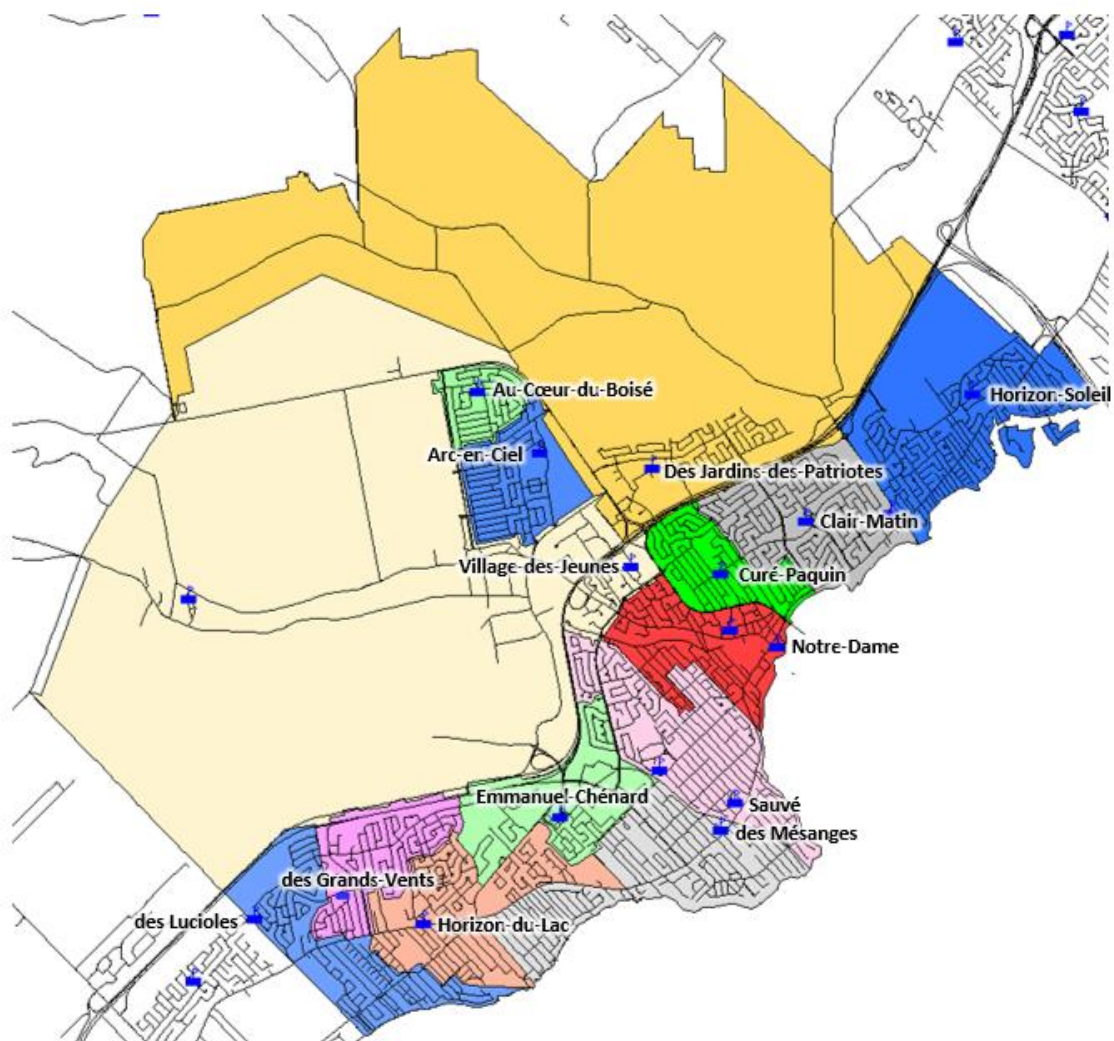 Au-Cœur-du-Boisé
Horizon-Soleil
Arc-en-Ciel
Des Jardins-des-Patriotes
Clair-Matin
Village-des-Jeunes
Curé-Paquin
Notre-Dame
Emmanuel-Chénard
Sauvé
des Mésanges
des Grands-Vents
des Lucioles
Horizon-du-Lac